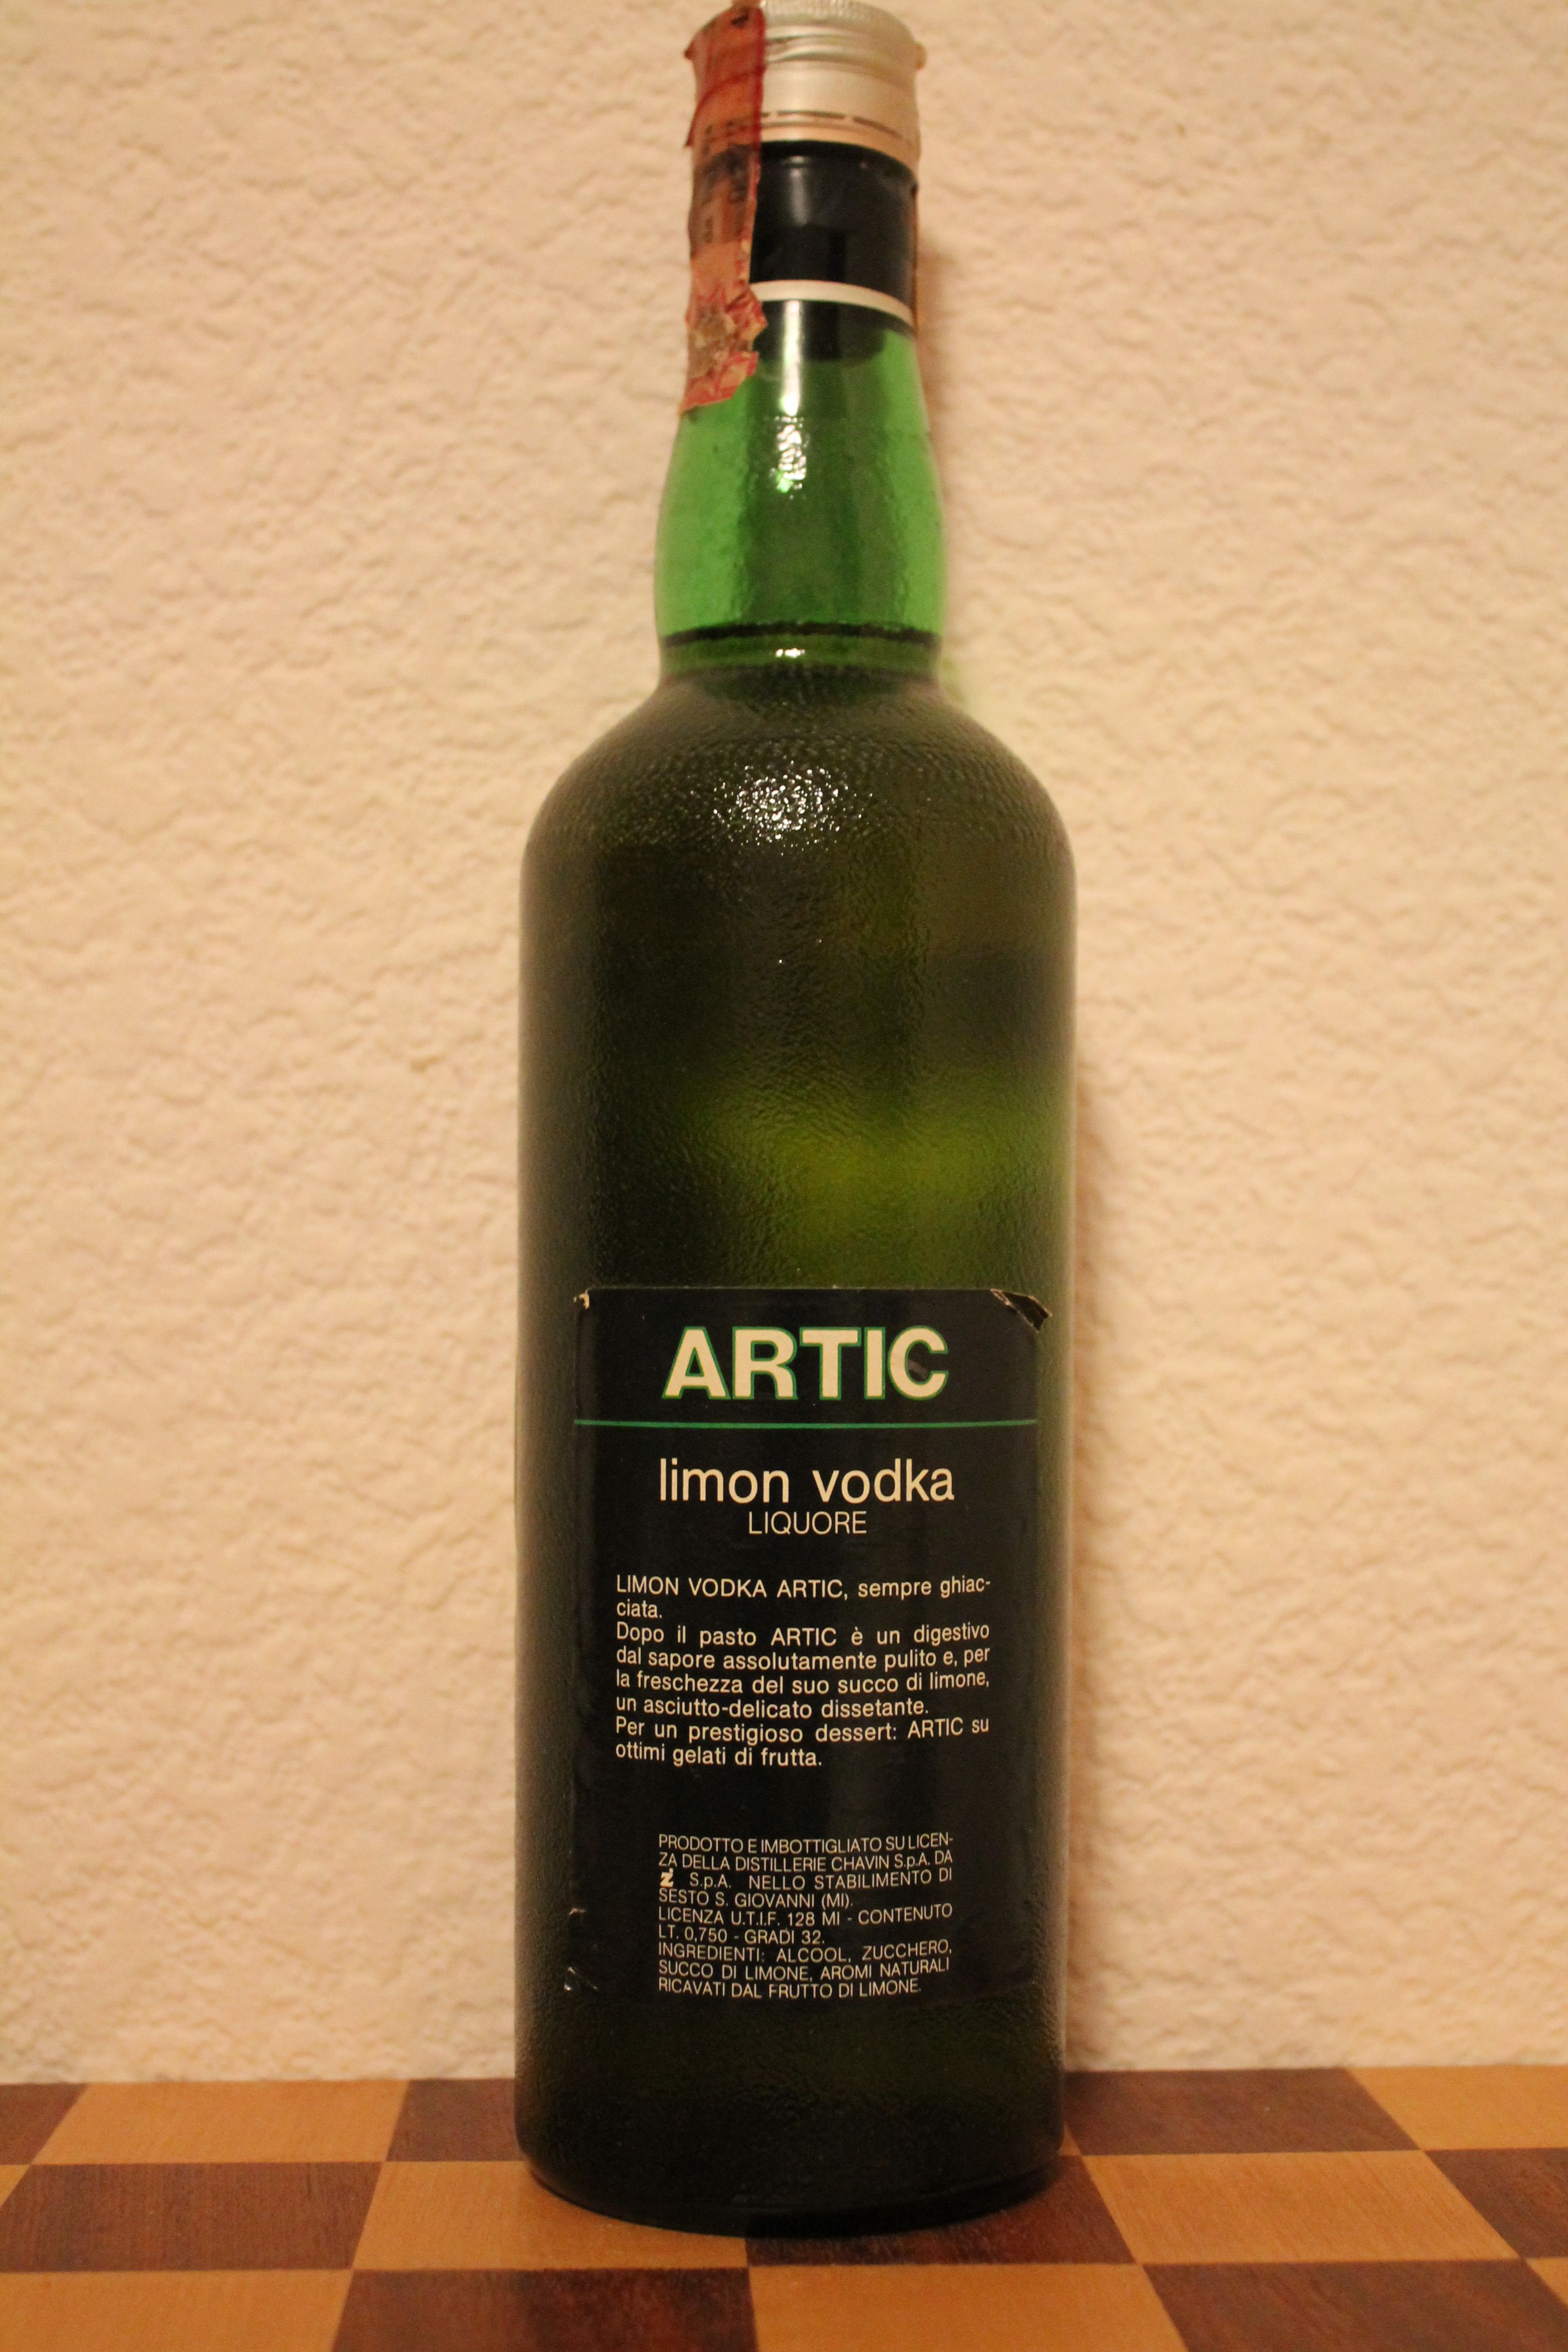 ARTIC
limon vodka
LIQUORE
LIMON VODKA ARTIC, sempre ghiac-
ciata.
Dopo il pasto ARTIC è un digestivo
dal sapore assolutamente pulito e, per
la freschezza del suo succo di limone,
un asciutto-delicato dissetante.
Per un prestigioso dessert: ARTIC su
ottimi gelati di frutta.
PRODOTTO E IMBOTTIGLIATO SU LICEN-
ZA DELLA DISTILLERIE CHAVIN S.p.A. DA
S.p.A. NELLO STABILIMENTO DI
SESTO S. GIOVANNI (MI).
LICENZA U.T.I.F. 128 MI - CONTENUTO
LT. 0,750 - GRADI 32.
INGREDIENTI: ALCOOL, ZUCCHERO,
SUCCO DI LIMONE, AROMI NATURALI
RICAVATI DAL FRUTTO DI LIMONE.